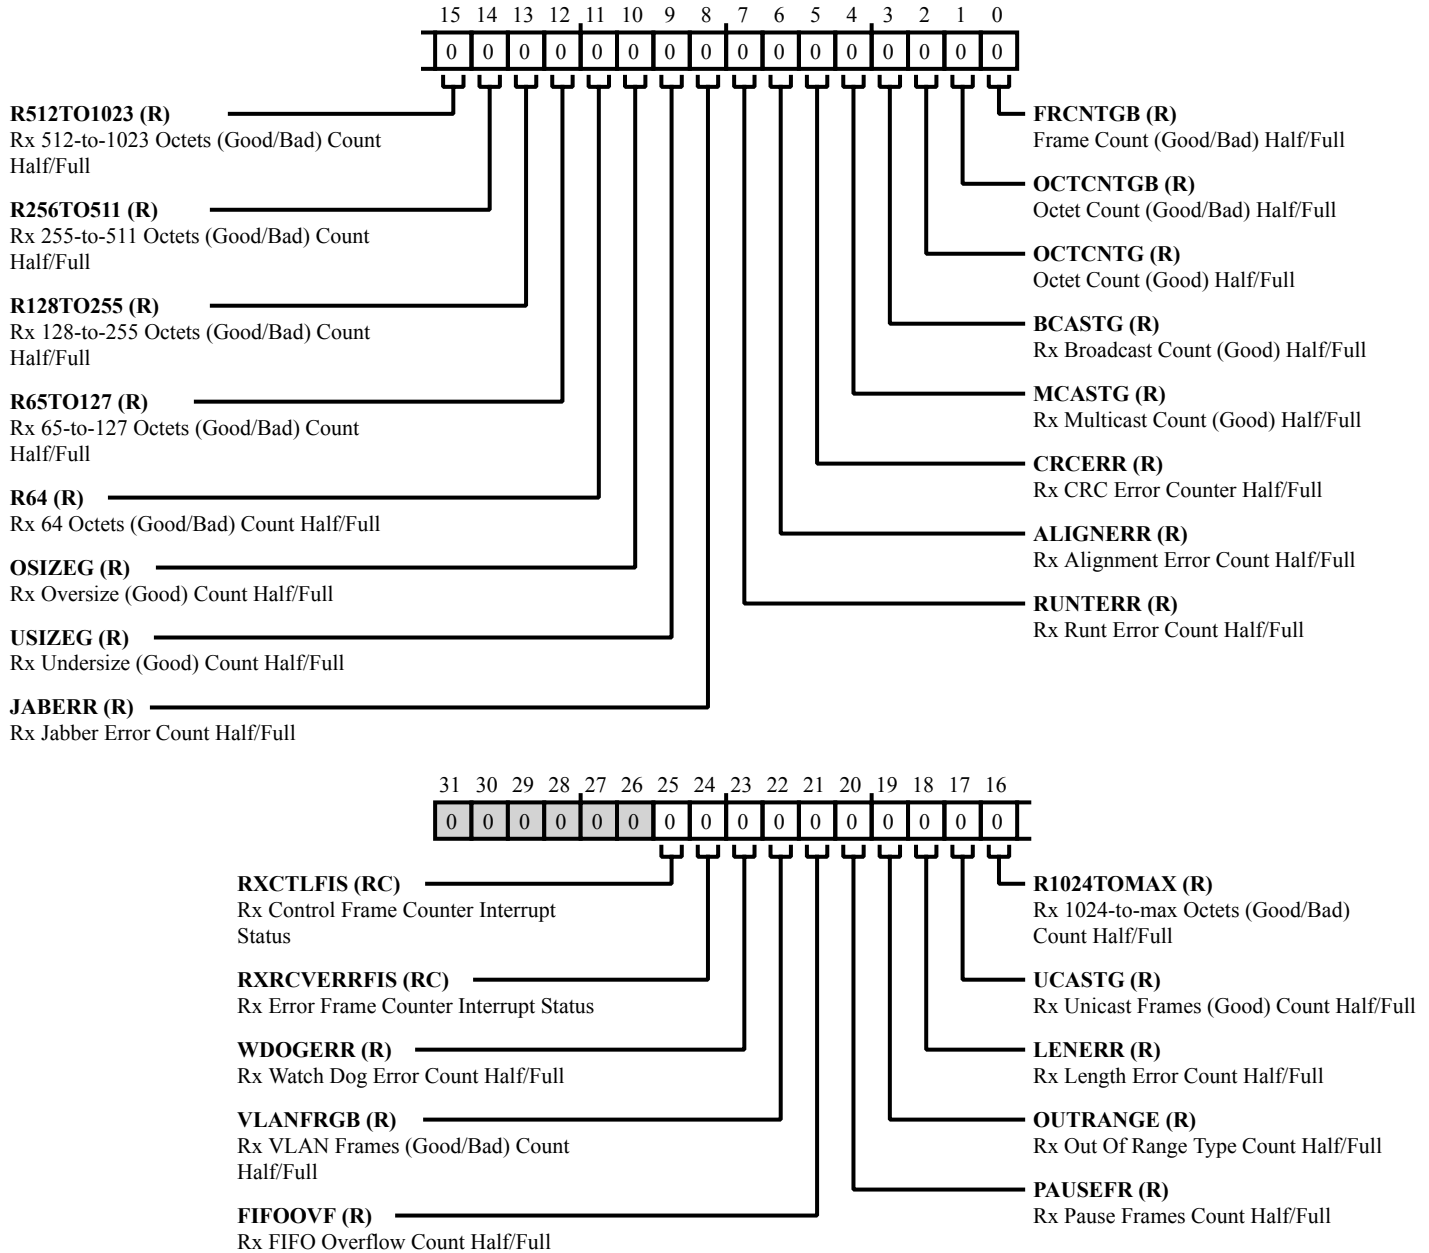 15 14 13 12 11 10 9 8 7 6 5 4 3 2 1 0
0 0 0 0 0 0 0 0 0 0 0 0 0 0 0 0
R512TO1023 (R)
Rx 512-to-1023 Octets (Good/Bad) Count
Half/Full
R256TO511 (R)
Rx 255-to-511 Octets (Good/Bad) Count
Half/Full
R128TO255 (R)
Rx 128-to-255 Octets (Good/Bad) Count
Half/Full
R65TO127 (R)
Rx 65-to-127 Octets (Good/Bad) Count
Half/Full
R64 (R)
Rx 64 Octets (Good/Bad) Count Half/Full
OSIZEG (R)
Rx Oversize (Good) Count Half/Full
USIZEG (R)
Rx Undersize (Good) Count Half/Full
JABERR (R)
Rx Jabber Error Count Half/Full
FRCNTGB (R)
Frame Count (Good/Bad) Half/Full
OCTCNTGB (R)
Octet Count (Good/Bad) Half/Full
OCTCNTG (R)
Octet Count (Good) Half/Full
BCASTG (R)
Rx Broadcast Count (Good) Half/Full
MCASTG (R)
Rx Multicast Count (Good) Half/Full
CRCERR (R)
Rx CRC Error Counter Half/Full
ALIGNERR (R)
Rx Alignment Error Count Half/Full
RUNTERR (R)
Rx Runt Error Count Half/Full
31 30 29 28 27 26 25 24 23 22 21 20 19 18 17 16
0 0 0 0 0 0 0 0 0 0 0 0 0 0 0 0
RXCTLFIS (RC)
Rx Control Frame Counter Interrupt
Status
RXRCVERRFIS (RC)
Rx Error Frame Counter Interrupt Status
WDOGERR (R)
Rx Watch Dog Error Count Half/Full
VLANFRGB (R)
Rx VLAN Frames (Good/Bad) Count
Half/Full
FIFOOVF (R)
Rx FIFO Overflow Count Half/Full
R1024TOMAX (R)
Rx 1024-to-max Octets (Good/Bad)
Count Half/Full
UCASTG (R)
Rx Unicast Frames (Good) Count Half/Full
LENERR (R)
Rx Length Error Count Half/Full
OUTRANGE (R)
Rx Out Of Range Type Count Half/Full
PAUSEFR (R)
Rx Pause Frames Count Half/Full